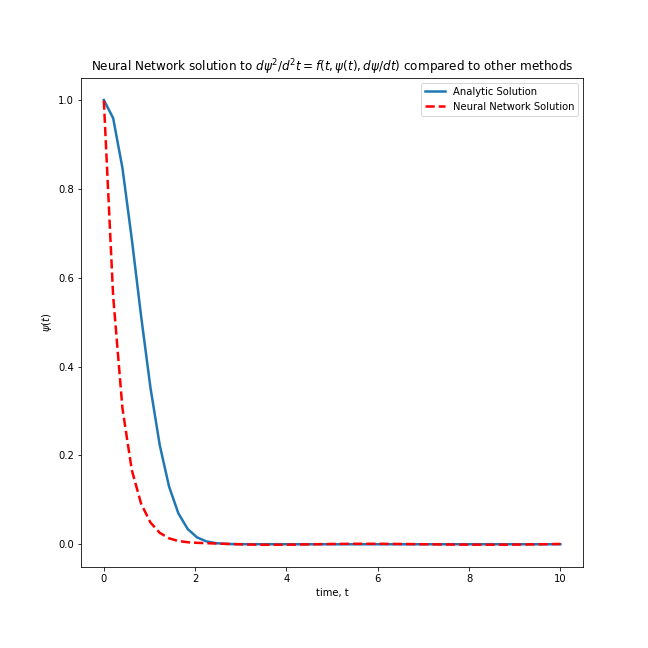 Neural Network solution to dψ²/d²t = f(t, ψ(t), dψ/dt) compared to other methods
Analytic Solution
Neural Network Solution
1.0
0.8
0.6
0.4
0.2
0.0
ψ(t)
0 2 4 6 8 10
time, t